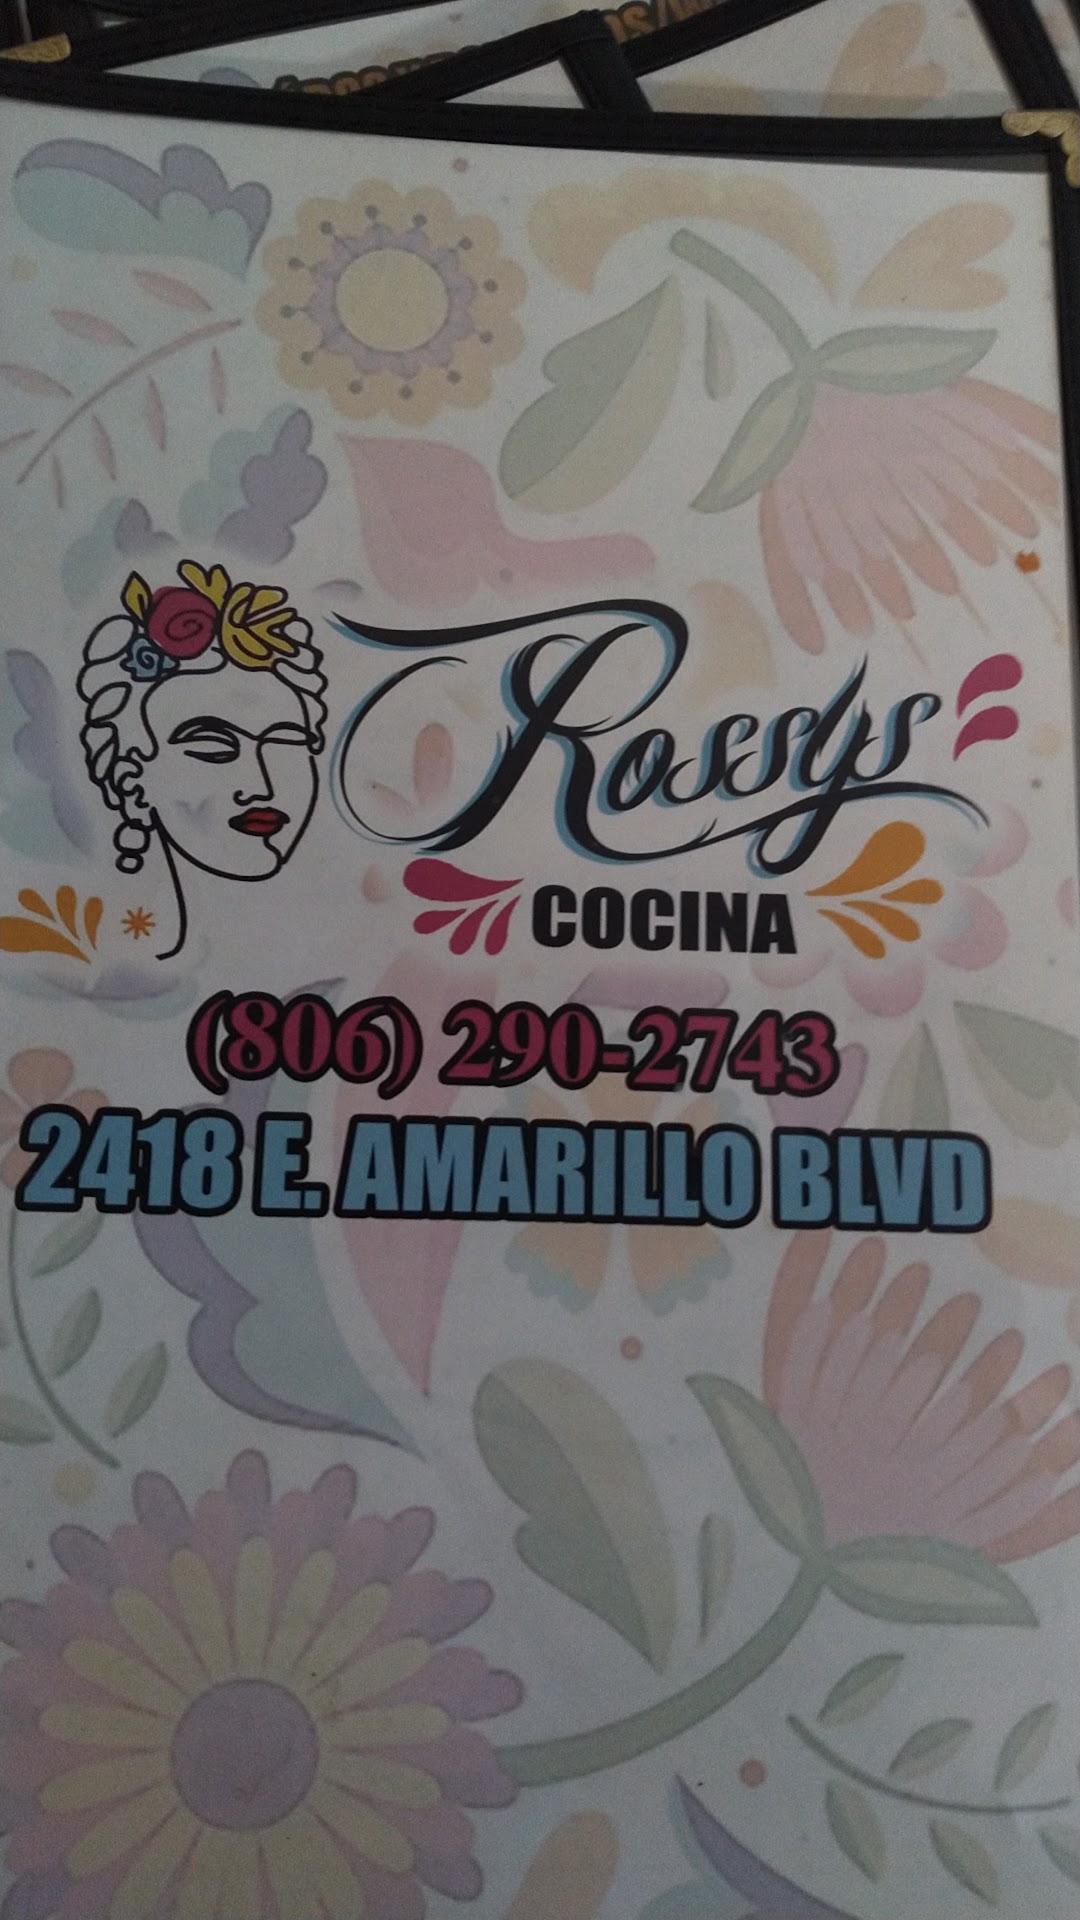 Rossys
COCINA
(806) 290-2743
2418 E. AMARILLO BLVD